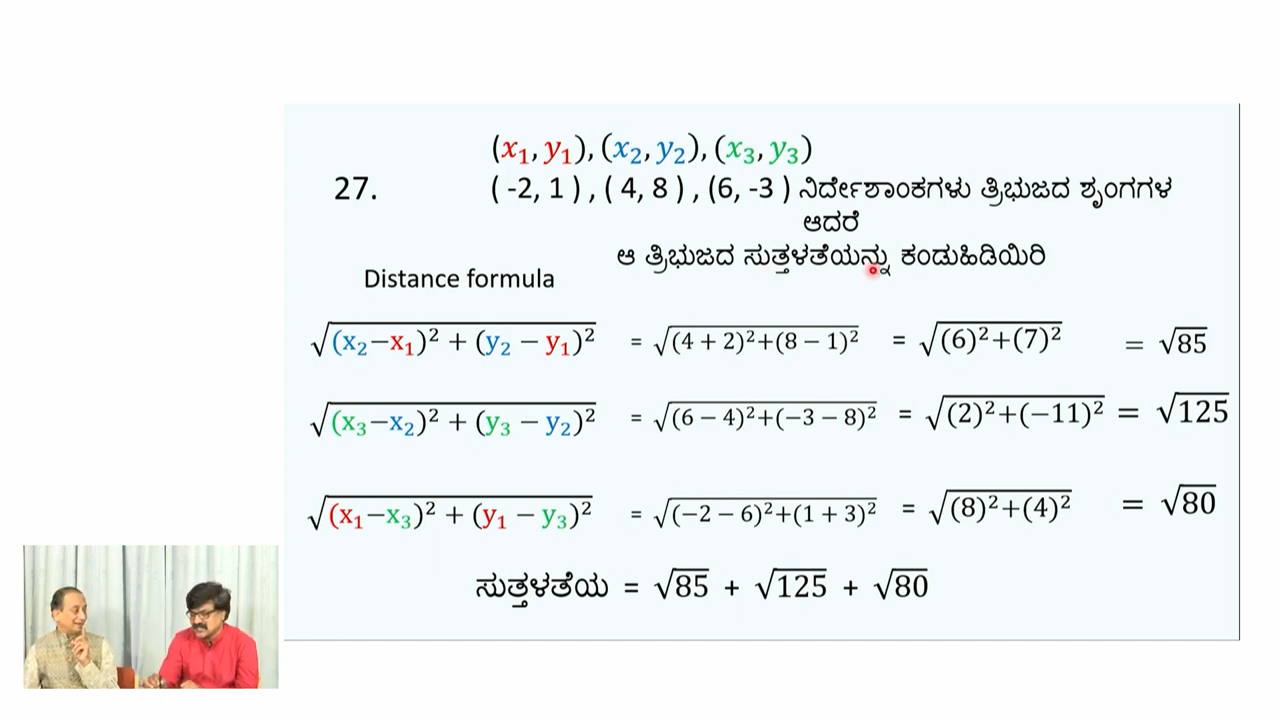 (x₁, y₁), (x₂, y₂), (x₃, y₃)
27. ( -2, 1 ) , ( 4, 8 ) , (6, -3 ) ನಿರ್ದೇಶಾಂಕಗಳು ತ್ರಿಭುಜದ ಶೃಂಗಗಳ
ಆದರೆ
ಆ ತ್ರಿಭುಜದ ಸುತ್ತಳತೆಯನ್ನು ಕಂಡುಹಿಡಿಯಿರಿ
Distance formula
√(x₂−x₁)² + (y₂ − y₁)² = √(4 + 2)²+(8 − 1)² = √(6)²+(7)² = √85
√(x₃−x₂)² + (y₃ − y₂)² = √(6 − 4)²+(−3 − 8)² = √(2)²+(−11)² = √125
√(x₁−x₃)² + (y₁ − y₃)² = √(−2 − 6)²+(1 + 3)² = √(8)²+(4)² = √80
ಸುತ್ತಳತೆಯ = √85 + √125 + √80